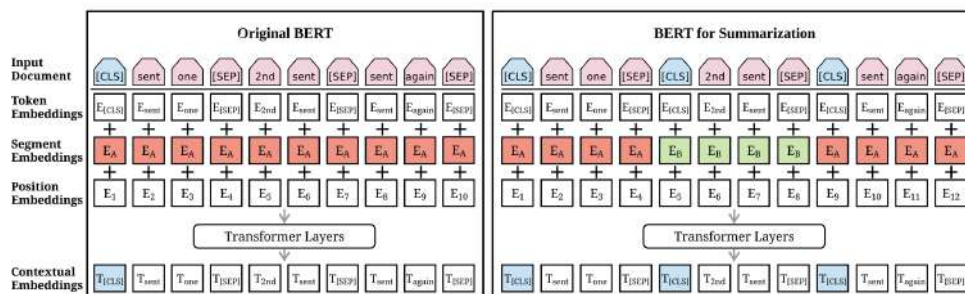 Original BERT
BERT for Summarization
Input Document [CLS] sent one [SEP] 2nd sent [SEP] sent again [SEP] [CLS] sent one [SEP] [CLS] 2nd sent [SEP] [CLS] sent again [SEP]
Token Embeddings E[CLS] Esent Eone E[SEP] E2nd Esent E[SEP] Esent Eagain E[SEP] E[CLS] Esent Eone E[SEP] E[CLS] E2nd Esent E[SEP] E[CLS] Esent Eagain E[SEP]
+ + + + + + + + + + + + + + + + + + + + + +
Segment Embeddings EA EA EA EA EA EA EA EA EA EA EA EA EA EA EB EB EB EB EA EA EA EA
+ + + + + + + + + + + + + + + + + + + + + +
Position Embeddings E1 E2 E3 E4 E5 E6 E7 E8 E9 E10 E1 E2 E3 E4 E5 E6 E7 E8 E9 E10 E11 E12
Transformer Layers
Transformer Layers
Contextual Embeddings T[CLS] Tsent Tone T[SEP] T2nd Tsent T[SEP] Tsent Tagain T[SEP] T[CLS] Tsent Tone T[SEP] T[CLS] T2nd Tsent T[SEP] T[CLS] Tsent Tagain T[SEP]